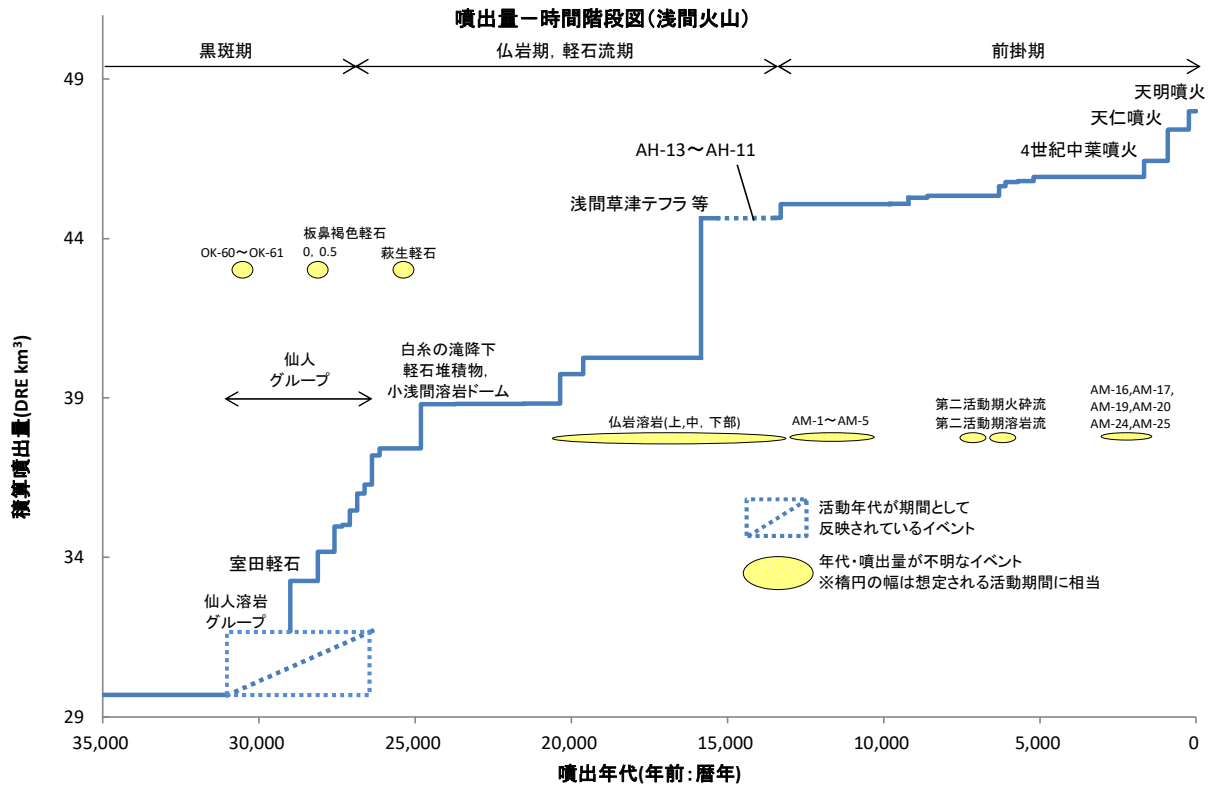 噴出量－時間階段図(浅間火山)
黒斑期
仏岩期，軽石流期
前掛期
49
44
39
34
29
積算噴出量(DRE km³)
天明噴火
天仁噴火
4世紀中葉噴火
AH-13～AH-11
浅間草津テフラ 等
OK-60～OK-61
板鼻褐色軽石
0, 0.5
萩生軽石
仙人
グループ
白糸の滝降下
軽石堆積物，
小浅間溶岩ドーム
仏岩溶岩(上,中, 下部)
AM-1～AM-5
第二活動期火砕流
第二活動期溶岩流
AM-16,AM-17,
AM-19,AM-20
AM-24,AM-25
室田軽石
仙人溶岩
グループ
活動年代が期間として
反映されているイベント
年代・噴出量が不明なイベント
※楕円の幅は想定される活動期間に相当
35,000
30,000
25,000
20,000
15,000
10,000
5,000
0
噴出年代(年前：暦年)